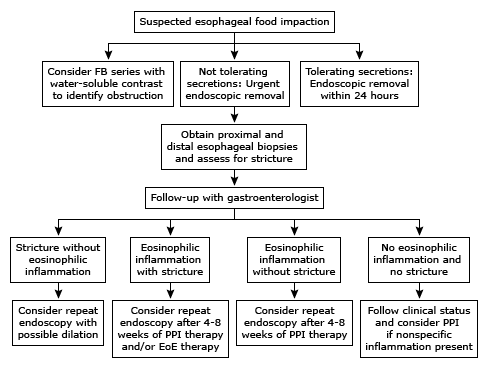 Suspected esophageal food impaction
Consider FB series with
water-soluble contrast
to identify obstruction
Not tolerating
secretions: Urgent
endoscopic removal
Tolerating secretions:
Endoscopic removal
within 24 hours
Obtain proximal and
distal esophageal biopsies
and assess for stricture
Follow-up with gastroenterologist
Stricture without
eosinophilic
inflammation
Eosinophilic
inflammation
with stricture
Eosinophilic
inflammation
without stricture
No eosinophilic
inflammation and
no stricture
Consider repeat
endoscopy with
possible dilation
Consider repeat
endoscopy after 4-8
weeks of PPI therapy
and/or EoE therapy
Consider repeat
endoscopy after 4-8
weeks of PPI therapy
Follow clinical status
and consider PPI
if nonspecific
inflammation present